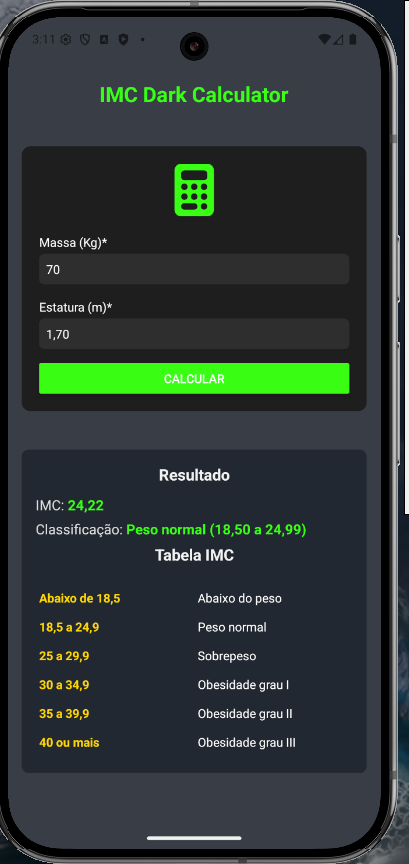 3:11
IMC Dark Calculator
Massa (Kg)*
70
Estatura (m)*
1,70
CALCULAR
Resultado
IMC: 24,22
Classificação: Peso normal (18,50 a 24,99)
Tabela IMC
Abaixo de 18,5 Abaixo do peso
18,5 a 24,9 Peso normal
25 a 29,9 Sobrepeso
30 a 34,9 Obesidade grau I
35 a 39,9 Obesidade grau II
40 ou mais Obesidade grau III